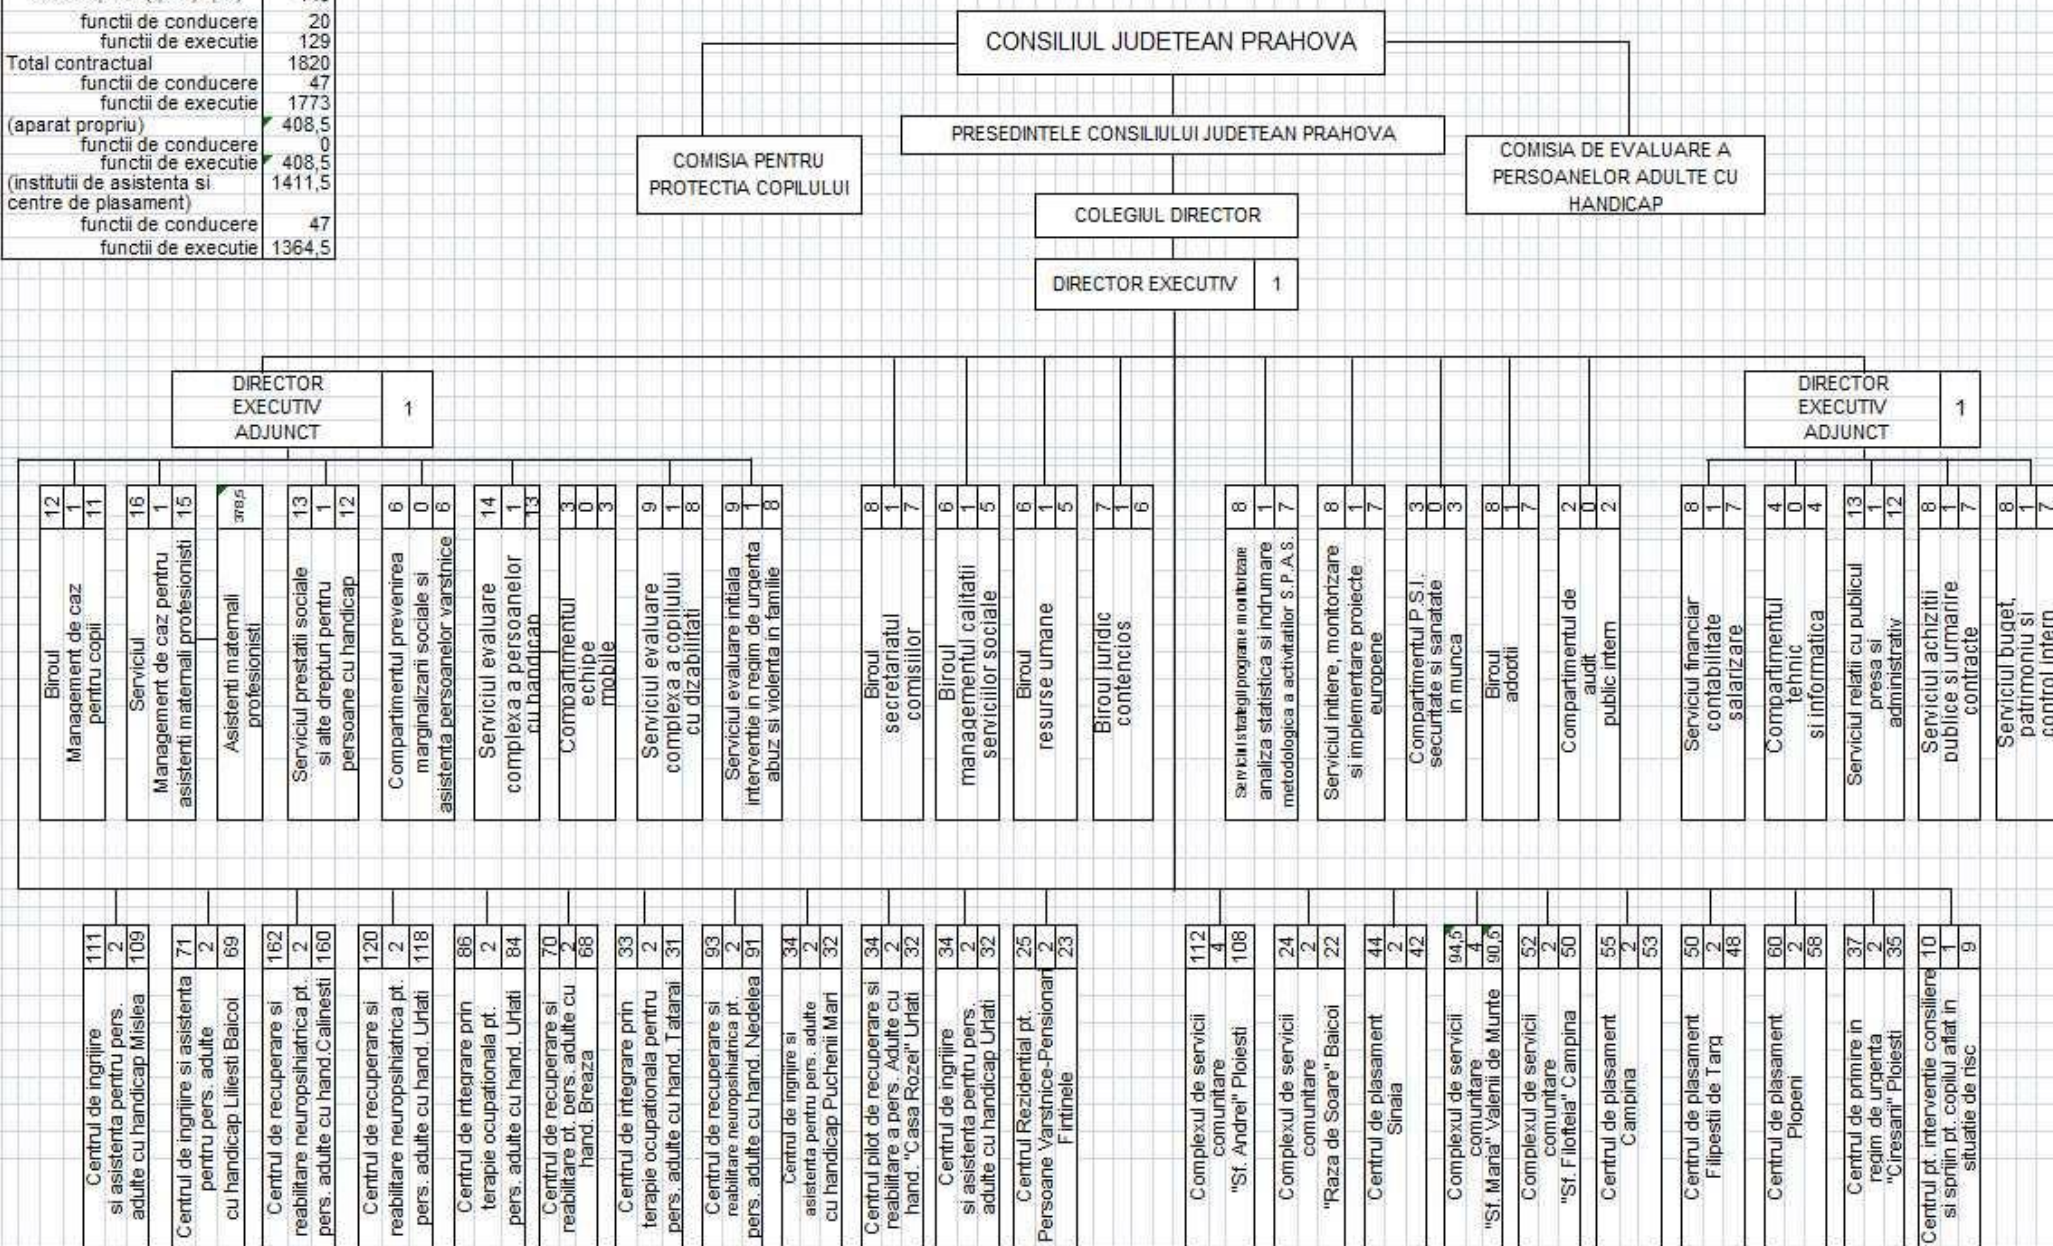 functii de conducere 20
functii de executie 129
Total contractual 1820
functii de conducere 47
functii de executie 1773
(aparat propriu) 408,5
functii de conducere 0
functii de executie 408,5
(institutii de asistenta si 1411,5
centre de plasament)
functii de conducere 47
functii de executie 1364,5
CONSILIUL JUDETEAN PRAHOVA
PRESEDINTELE CONSILIULUI JUDETEAN PRAHOVA
COMISIA PENTRU
PROTECTIA COPILULUI
COMISIA DE EVALUARE A
PERSOANELOR ADULTE CU
HANDICAP
COLEGIUL DIRECTOR
DIRECTOR EXECUTIV 1
DIRECTOR
EXECUTIV
ADJUNCT
1
DIRECTOR
EXECUTIV
ADJUNCT
1
12
1
11
Biroul
Management de caz
pentru copii
16
1
15
Serviciul
Management de caz pentru
asistenti maternali profesionisti
378,5
Asistenti maternali
profesionisti
13
1
12
Serviciul prestatii sociale
si alte drepturi pentru
persoane cu handicap
6
0
6
Compartimentul prevenirea
marginalizarii sociale si
asistenta persoanelor varstnice
14
1
13
Serviciul evaluare
complexa a persoanelor
cu handicap
3
0
3
Compartimentul
echipe
mobile
9
1
8
Serviciul evaluare
complexa a copilului
cu dizabilitati
9
1
8
Serviciul evaluare initiala
interventie in regim de urgenta
abuz si violenta in familie
8
1
7
Biroul
secretariatul
comisiilor
6
1
5
Biroul
managementul calitatii
serviciilor sociale
6
1
5
Biroul
resurse umane
7
1
6
Biroul juridic
contencios
8
1
7
Serviciul strategii programe monitorizare
analiza statistica si indrumare
metodologica a activitatilor S.P.A.S.
8
1
7
Serviciul initiere, monitorizare
si implementare proiecte
europene
3
0
3
Compartimentul P.S.I.,
securitate si sanatate
in munca
8
1
7
Biroul
adoptii
2
0
2
Compartimentul de
audit
public intern
8
1
7
Serviciul financiar
contabilitate
salarizare
4
0
4
Compartimentul
tehnic
si informatica
13
1
12
Serviciul relatii cu publicul
presa si
administrativ
8
1
7
Serviciul achizitii
publice si urmarire
contracte
8
1
7
Serviciul buget,
patrimoniu si
control intern
111
2
109
Centrul de ingrijire
si asistenta pentru pers.
adulte cu handicap Mislea
71
2
69
Centrul de ingrijire si asistenta
pentru pers. adulte
cu handicap Liliesti Baicoi
162
2
160
Centrul de recuperare si
reabilitare neuropsihiatrica pt.
pers. adulte cu hand.Calinesti
120
2
118
Centrul de recuperare si
reabilitare neuropsihiatrica pt.
pers. adulte cu hand. Urlati
86
2
84
Centrul de integrare prin
terapie ocupationala pt.
pers. adulte cu hand. Urlati
70
2
68
Centrul de recuperare si
reabilitare pt. pers. adulte cu
hand. Breaza
33
2
31
Centrul de integrare prin
terapie ocupationala pentru
pers. adulte cu hand. Tatarai
93
2
91
Centrul de recuperare si
reabilitare neuropsihiatrica pt.
pers. adulte cu hand. Nedelea
34
2
32
Centrul de ingrijire si
asistenta pentru pers. adulte
cu handicap Puchenii Mari
34
2
32
Centrul pilot de recuperare si
reabilitare a pers. Adulte cu
hand. "Casa Rozei" Urlati
34
2
32
Centrul de ingrijire
si asistenta pentru pers.
adulte cu handicap Urlati
25
2
23
Centrul Rezidential pt.
Persoane Varstnice-Pensionari
Fintinele
112
4
108
Complexul de servicii
comunitare
"Sf. Andrei" Ploiesti
24
2
22
Complexul de servicii
comunitare
"Raza de Soare" Baicoi
44
2
42
Centrul de plasament
Sinaia
94,5
4
90,5
Complexul de servicii
comunitare
"Sf. Maria" Valenii de Munte
52
2
50
Complexul de servicii
comunitare
"Sf. Filofteia" Campina
55
2
53
Centrul de plasament
Campina
50
2
48
Centrul de plasament
Filipestii de Targ
60
2
58
Centrul de plasament
Plopeni
37
2
35
Centrul de primire in
regim de urgenta
"Ciresarii" Ploiesti
10
1
9
Centrul pt. interventie consiliere
si sprijin pt. copilul aflat in
situatie de risc